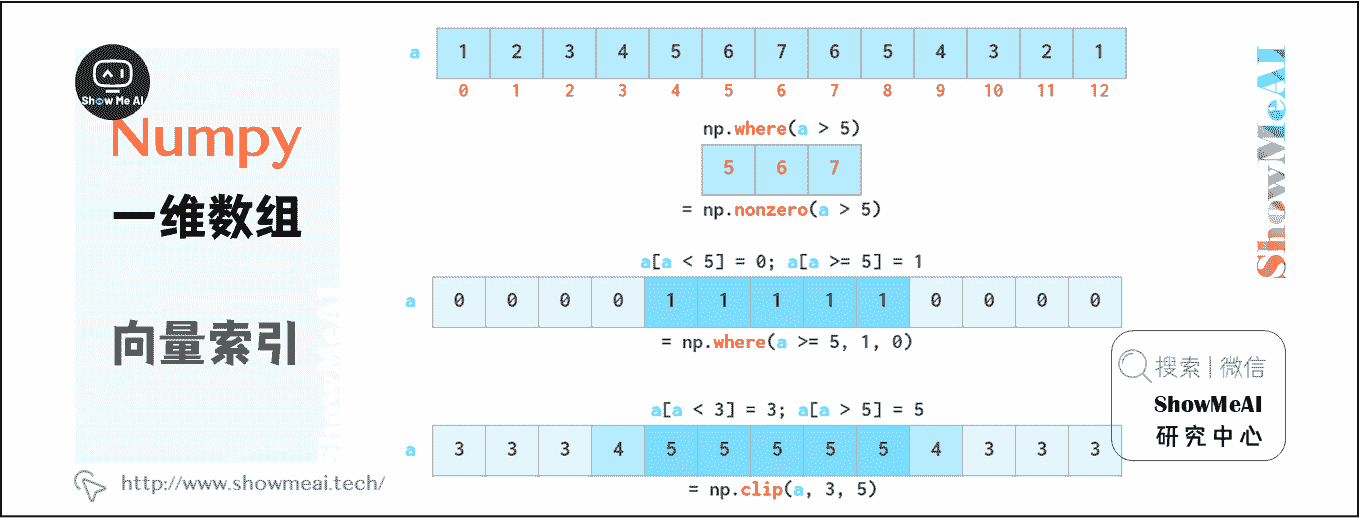 Show Me AI
Numpy
一维数组
向量索引
ShowMeAI
http://www.showmeai.tech/
a 1 2 3 4 5 6 7 6 5 4 3 2 1
0 1 2 3 4 5 6 7 8 9 10 11 12
np.where(a > 5)
5 6 7
= np.nonzero(a > 5)
a[a < 5] = 0; a[a >= 5] = 1
a 0 0 0 0 1 1 1 1 1 0 0 0 0
= np.where(a >= 5, 1, 0)
a[a < 3] = 3; a[a > 5] = 5
a 3 3 3 4 5 5 5 5 5 4 3 3 3
= np.clip(a, 3, 5)
ShowMeAI
搜索|微信
ShowMeAI
研究中心